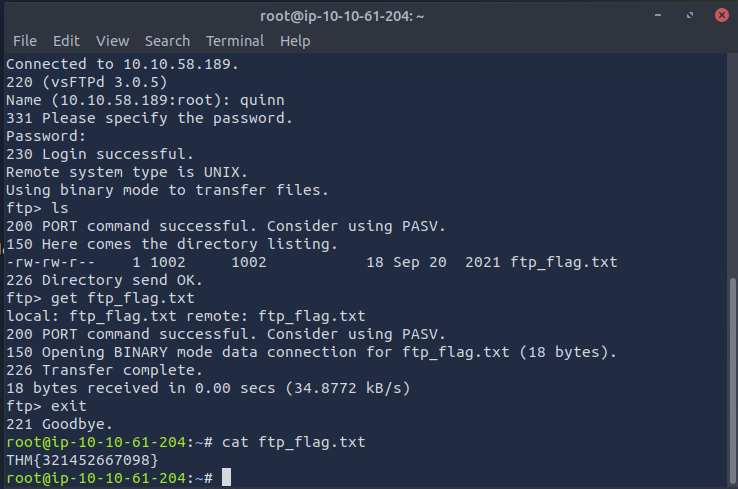 root@ip-10-10-61-204: ~
File Edit View Search Terminal Help
Connected to 10.10.58.189.
220 (vsFTPd 3.0.5)
Name (10.10.58.189:root): quinn
331 Please specify the password.
Password:
230 Login successful.
Remote system type is UNIX.
Using binary mode to transfer files.
ftp> ls
200 PORT command successful. Consider using PASV.
150 Here comes the directory listing.
-rw-rw-r--    1 1002     1002           18 Sep 20  2021 ftp_flag.txt
226 Directory send OK.
ftp> get ftp_flag.txt
local: ftp_flag.txt remote: ftp_flag.txt
200 PORT command successful. Consider using PASV.
150 Opening BINARY mode data connection for ftp_flag.txt (18 bytes).
226 Transfer complete.
18 bytes received in 0.00 secs (34.8772 kB/s)
ftp> exit
221 Goodbye.
root@ip-10-10-61-204:~# cat ftp_flag.txt
THM{321452667098}
root@ip-10-10-61-204:~#